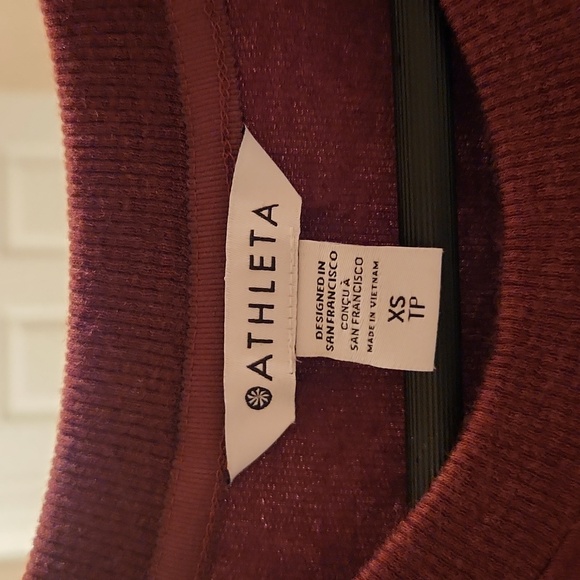 ATHLETA
DESIGNED IN
SAN FRANCISCO
CONÇU À
SAN FRANCISCO
MADE IN VIETNAM
XS
TP